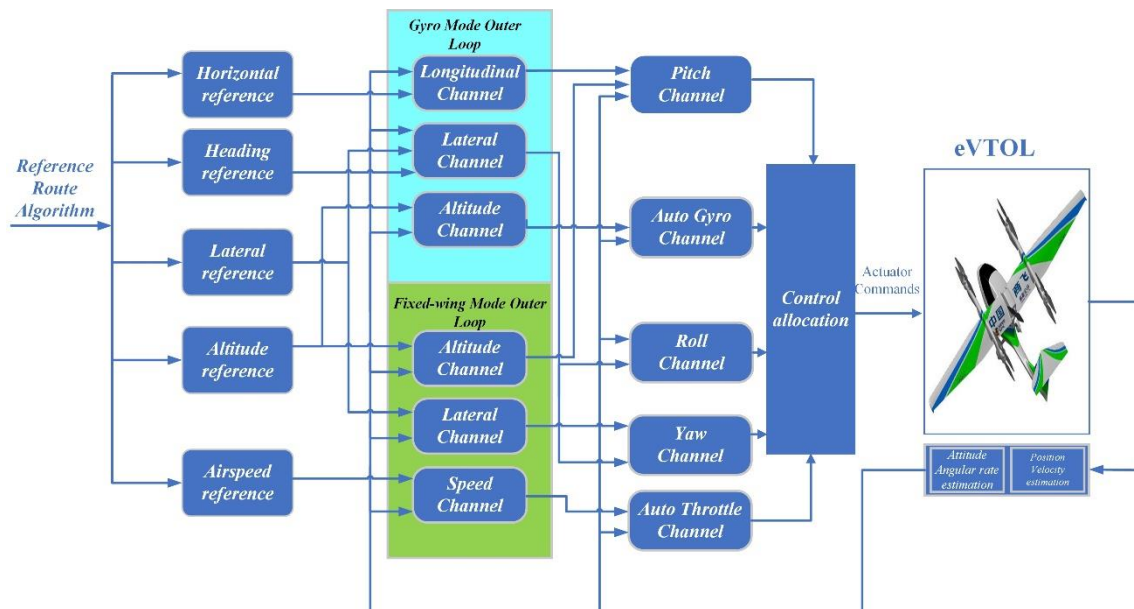 Reference
Route
Algorithm
Horizontal
reference
Heading
reference
Lateral
reference
Altitude
reference
Airspeed
reference
Gyro Mode Outer
Loop
Longitudinal
Channel
Lateral
Channel
Altitude
Channel
Fixed-wing Mode Outer
Loop
Altitude
Channel
Lateral
Channel
Speed
Channel
Pitch
Channel
Auto Gyro
Channel
Roll
Channel
Yaw
Channel
Auto Throttle
Channel
Control
allocation
Actuator
Commands
eVTOL
中国
Attitude
Angular rate
estimation
Position
Velocity
estimation